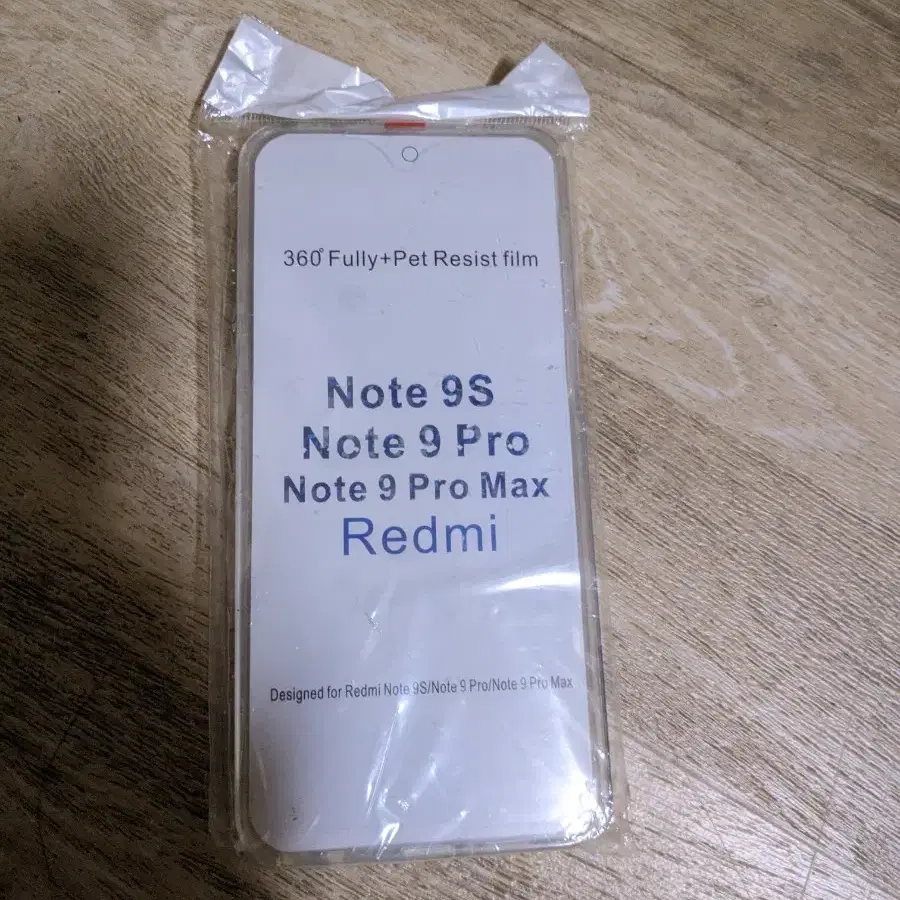 360° Fully+Pet Resist film
Note 9S
Note 9 Pro
Note 9 Pro Max
Redmi
Designed for Redmi Note 9S/Note 9 Pro/Note 9 Pro Max